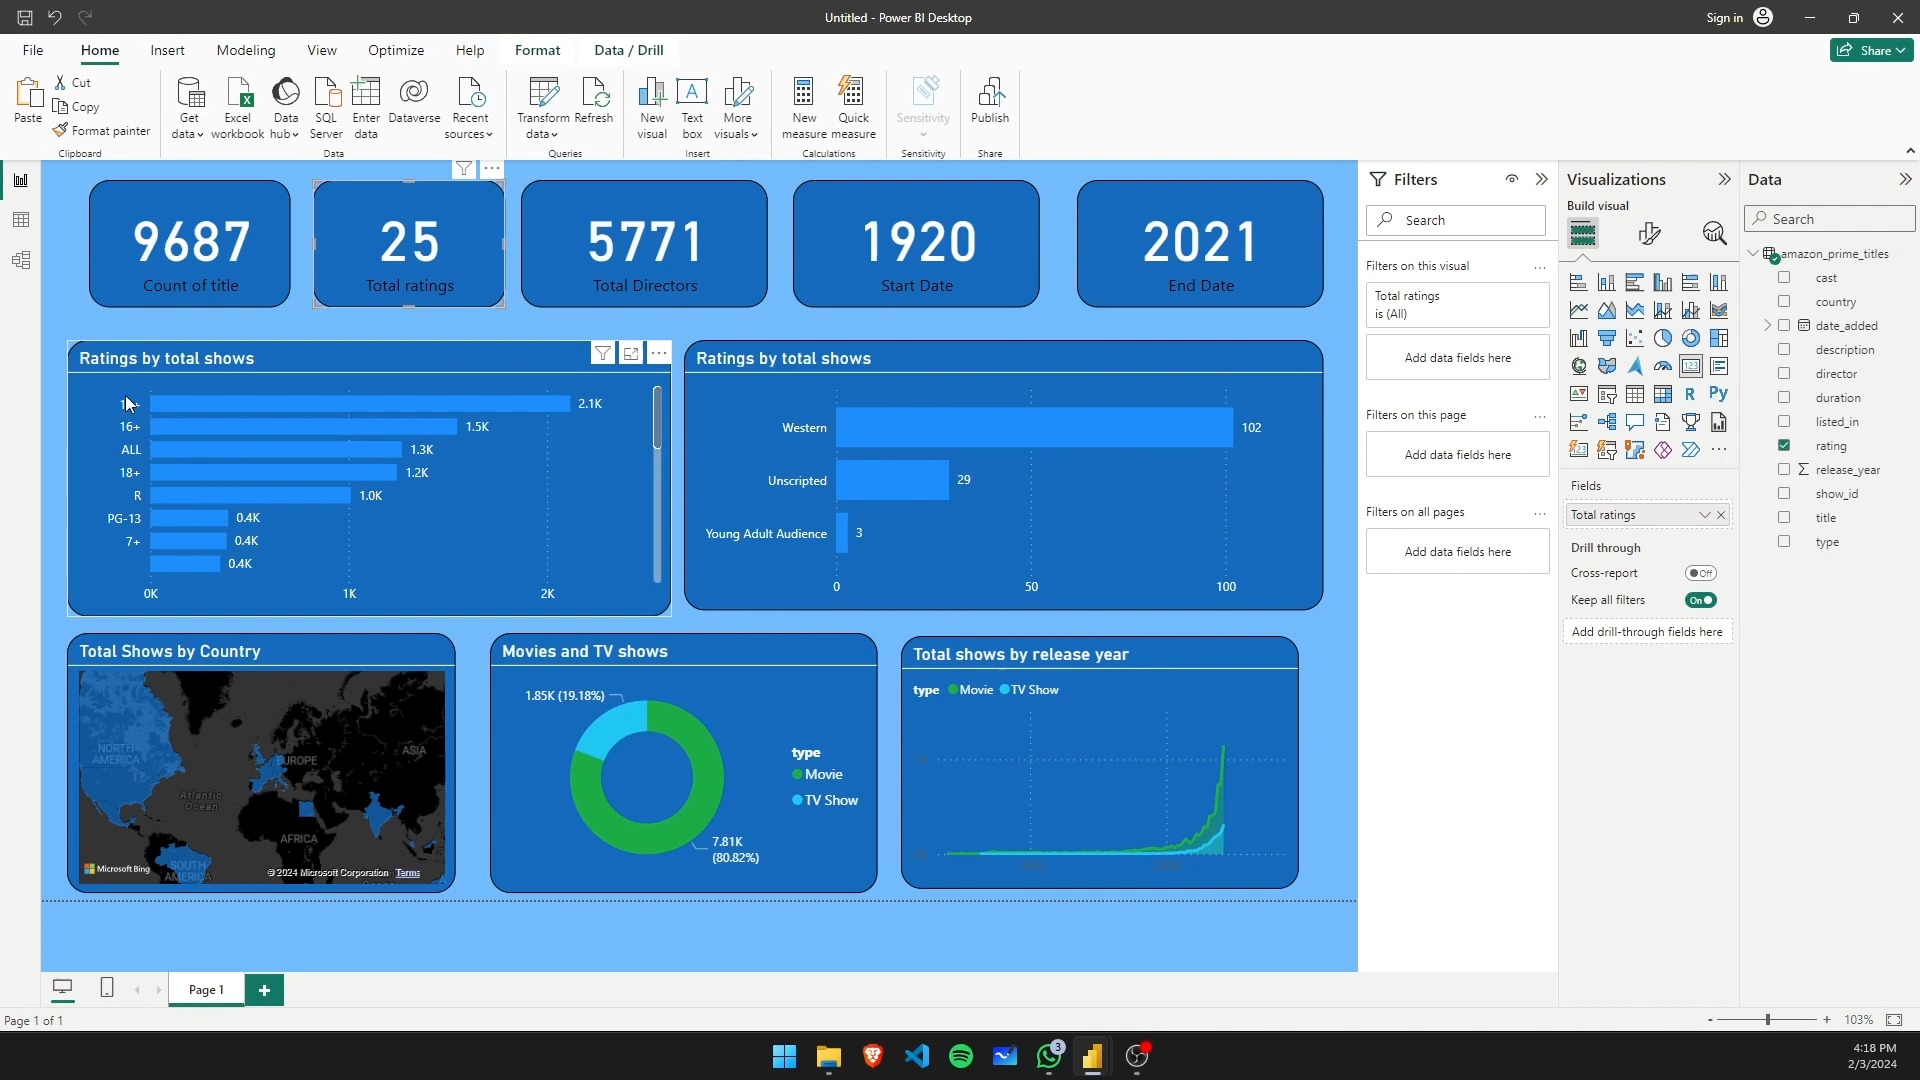 Untitled - Power BI Desktop
Sign in
File
Home
Insert
Modeling
View
Optimize
Help
Format
Data / Drill
Share
Paste
Cut
Copy
Format painter
Clipboard
Get data
Excel workbook
Data hub
SQL Server
Enter data
Dataverse
Recent sources
Data
Transform data
Refresh
Queries
New visual
Text box
More visuals
Insert
New measure
Quick measure
Calculations
Sensitivity
Sensitivity
Publish
Share
9687
Count of title
25
Total ratings
5771
Total Directors
1920
Start Date
2021
End Date
Ratings by total shows
2.1K
16+
1.5K
ALL
1.3K
18+
1.2K
R
1.0K
PG-13
0.4K
7+
0.4K
0.4K
0K
1K
2K
Ratings by total shows
Western
102
Unscripted
29
Young Adult Audience
3
0
50
100
Total Shows by Country
NORTH AMERICA
EUROPE
ASIA
Atlantic Ocean
AFRICA
SOUTH AMERICA
Microsoft Bing
© 2024 Microsoft Corporation
Terms
Movies and TV shows
1.85K (19.18%)
7.81K
(80.82%)
type
Movie
TV Show
Total shows by release year
type
Movie
TV Show
Filters
Search
Filters on this visual
...
Total ratings
is (All)
Add data fields here
Filters on this page
...
Add data fields here
Filters on all pages
...
Add data fields here
Visualizations
Build visual
123
R
Py
...
Fields
Total ratings
Drill through
Cross-report
Off
Keep all filters
On
Add drill-through fields here
Data
Search
amazon_prime_titles
cast
country
date_added
description
director
duration
listed_in
rating
release_year
show_id
title
type
Page 1
Page 1 of 1
103%
3
4:18 PM
2/3/2024